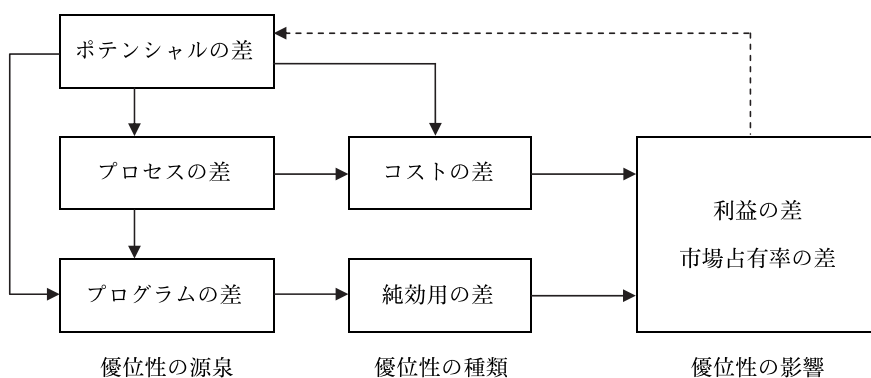 ポテンシャルの差
プロセスの差
コストの差
利益の差
市場占有率の差
プログラムの差
純効用の差
優位性の源泉
優位性の種類
優位性の影響